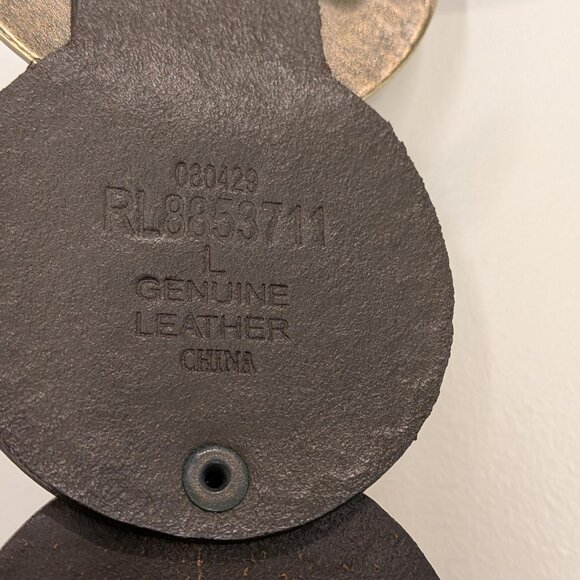 080429
RL8853711
L
GENUINE
LEATHER
CHINA